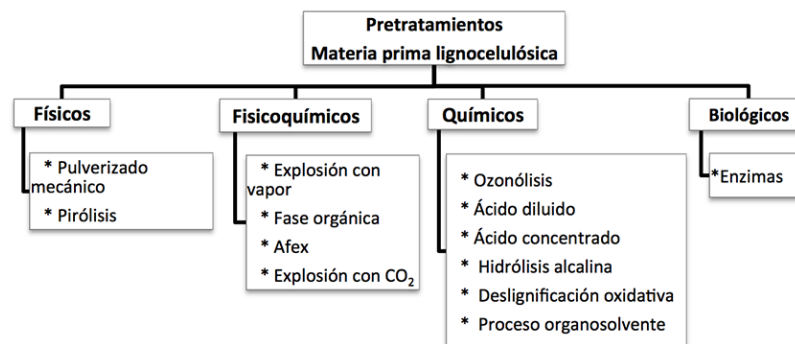 Pretratamientos
Materia prima lignocelulósica
Físicos
* Pulverizado
mecánico
* Pirólisis
Fisicoquímicos
* Explosión con
vapor
* Fase orgánica
* Afex
* Explosión con CO₂
Químicos
* Ozonólisis
* Ácido diluido
* Ácido concentrado
* Hidrólisis alcalina
* Deslignificación oxidativa
* Proceso organosolvente
Biológicos
*Enzimas